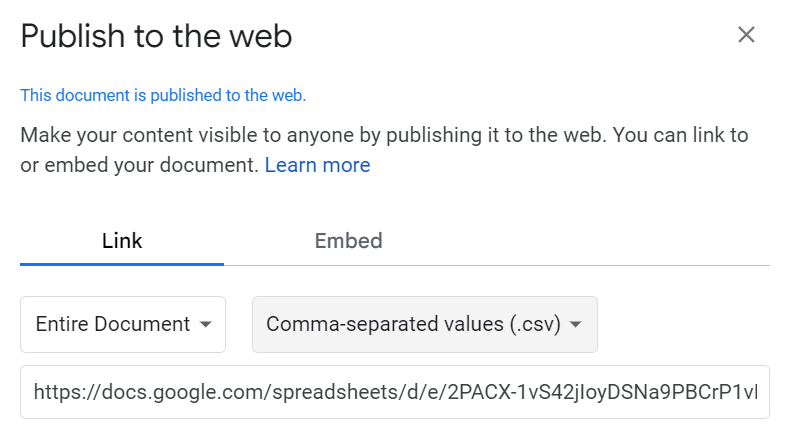 Publish to the web
This document is published to the web.
Make your content visible to anyone by publishing it to the web. You can link to
or embed your document. Learn more
Link Embed
Entire Document Comma-separated values (.csv)
https://docs.google.com/spreadsheets/d/e/2PACX-1vS42jIoyDSNa9PBCrP1vI